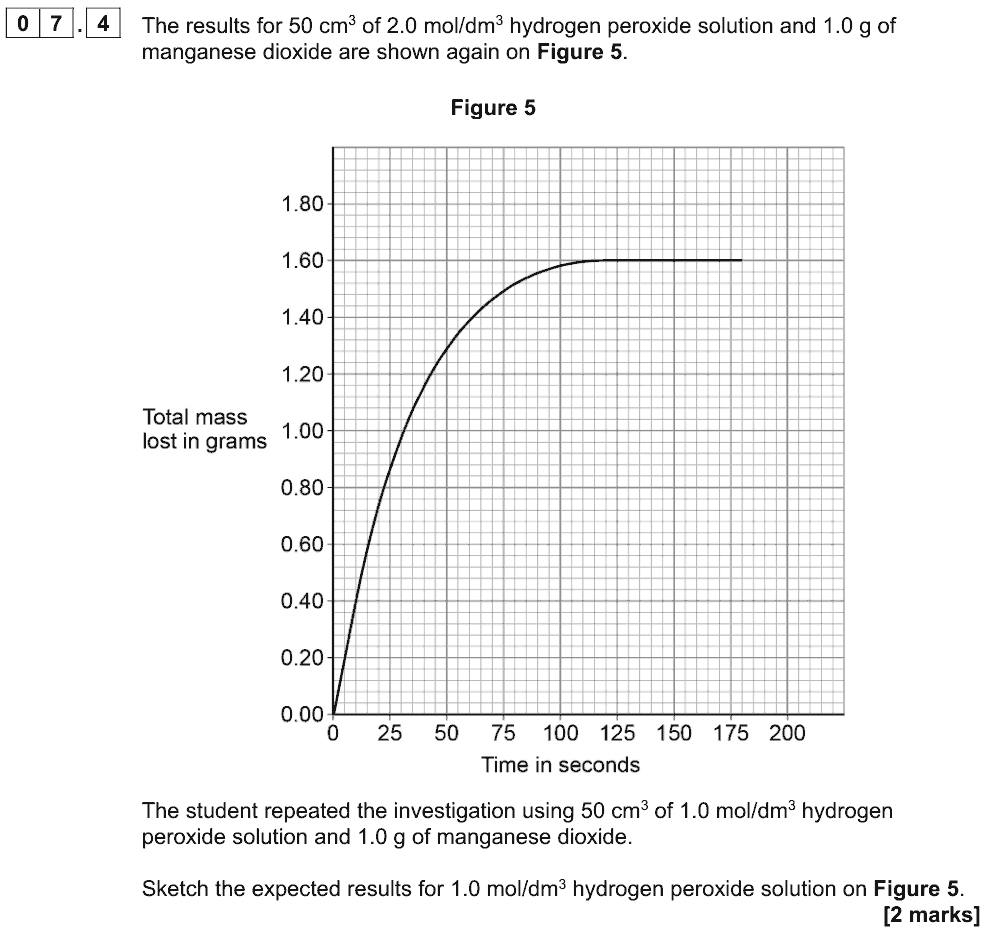 0 7 . 4 The results for 50 cm³ of 2.0 mol/dm³ hydrogen peroxide solution and 1.0 g of
manganese dioxide are shown again on Figure 5.
Figure 5
1.80
1.60
1.40
1.20
Total mass
lost in grams
1.00
0.80
0.60
0.40
0.20
0.00
0 25 50 75 100 125 150 175 200
Time in seconds
The student repeated the investigation using 50 cm³ of 1.0 mol/dm³ hydrogen
peroxide solution and 1.0 g of manganese dioxide.
Sketch the expected results for 1.0 mol/dm³ hydrogen peroxide solution on Figure 5.
[2 marks]